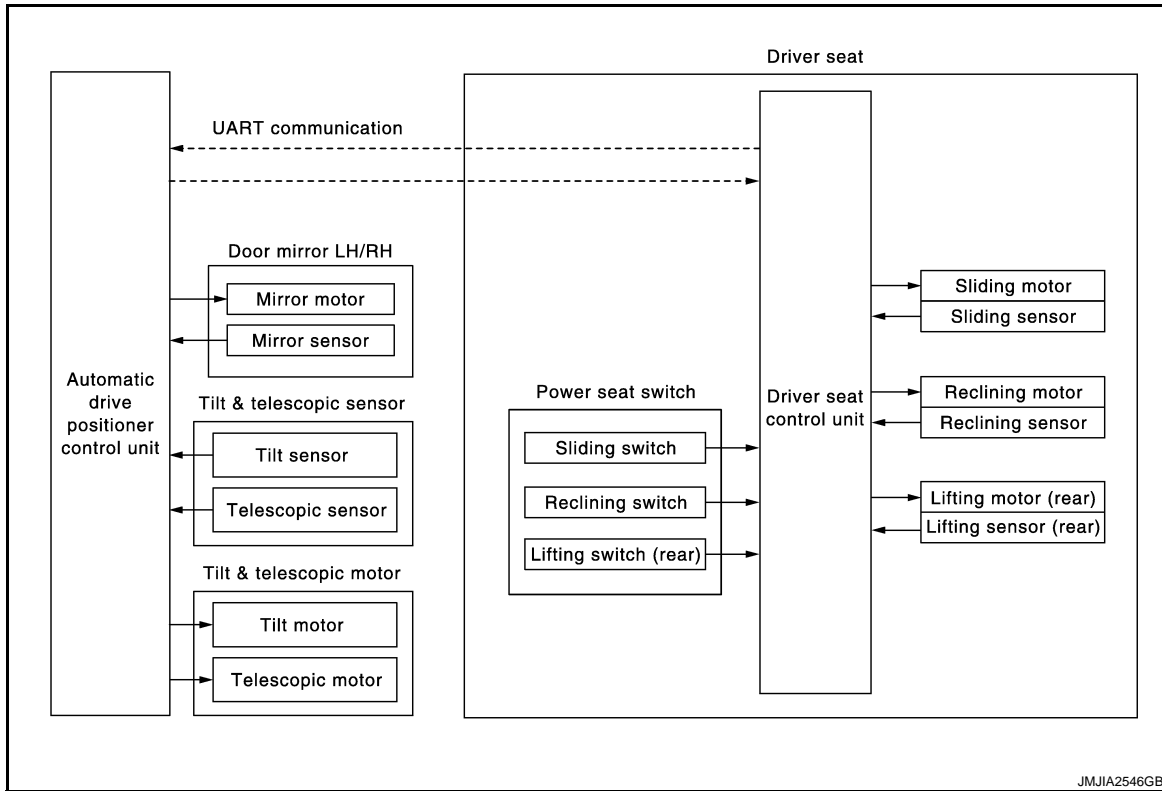 Driver seat
UART communication
Door mirror LH/RH
Mirror motor
Mirror sensor
Automatic
drive
positioner
control unit
Tilt & telescopic sensor
Tilt sensor
Telescopic sensor
Tilt & telescopic motor
Tilt motor
Telescopic motor
Power seat switch
Sliding switch
Reclining switch
Lifting switch (rear)
Driver seat
control unit
Sliding motor
Sliding sensor
Reclining motor
Reclining sensor
Lifting motor (rear)
Lifting sensor (rear)
JMJIA2546GB